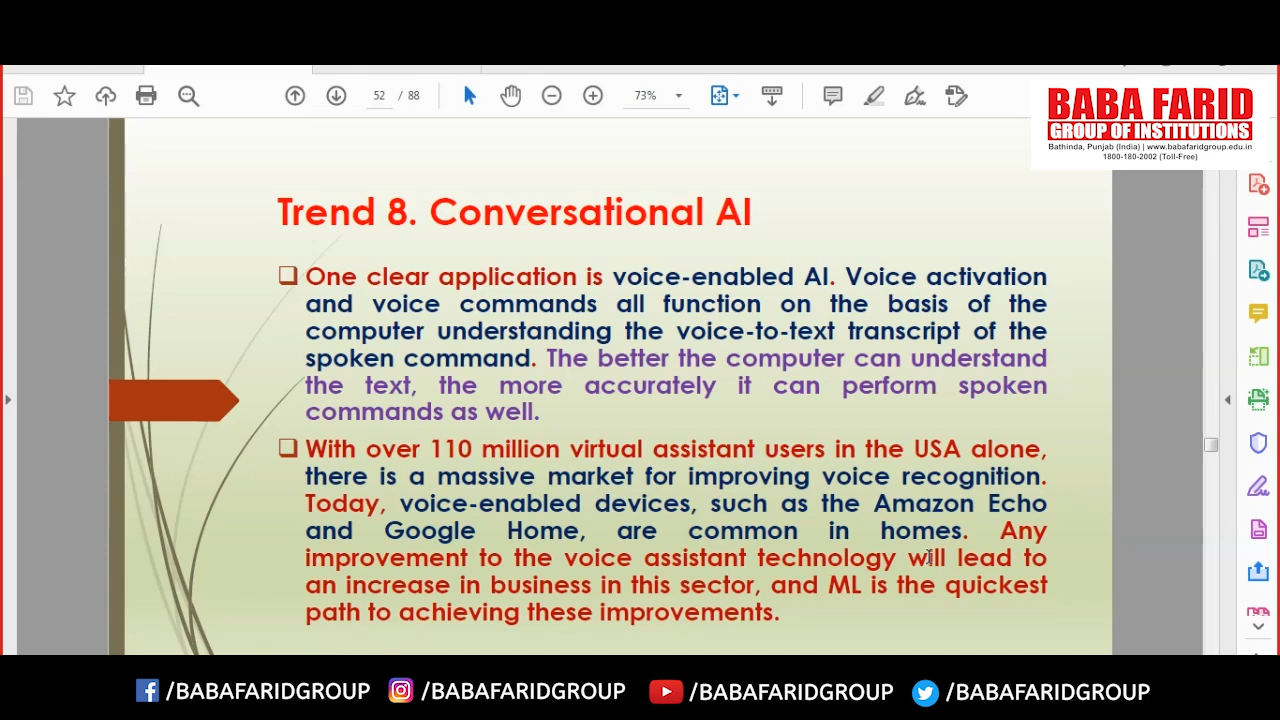 52 / 88
73%
BABA FARID
GROUP OF INSTITUTIONS
Bathinda, Punjab (India) | www.babafaridgroup.edu.in
1800-180-2002 (Toll-Free)
Trend 8. Conversational AI
One clear application is voice-enabled AI. Voice activation
and voice commands all function on the basis of the
computer understanding the voice-to-text transcript of the
spoken command. The better the computer can understand
the text, the more accurately it can perform spoken
commands as well.
With over 110 million virtual assistant users in the USA alone,
there is a massive market for improving voice recognition.
Today, voice-enabled devices, such as the Amazon Echo
and Google Home, are common in homes. Any
improvement to the voice assistant technology will lead to
an increase in business in this sector, and ML is the quickest
path to achieving these improvements.
/BABAFARIDGROUP /BABAFARIDGROUP /BABAFARIDGROUP /BABAFARIDGROUP